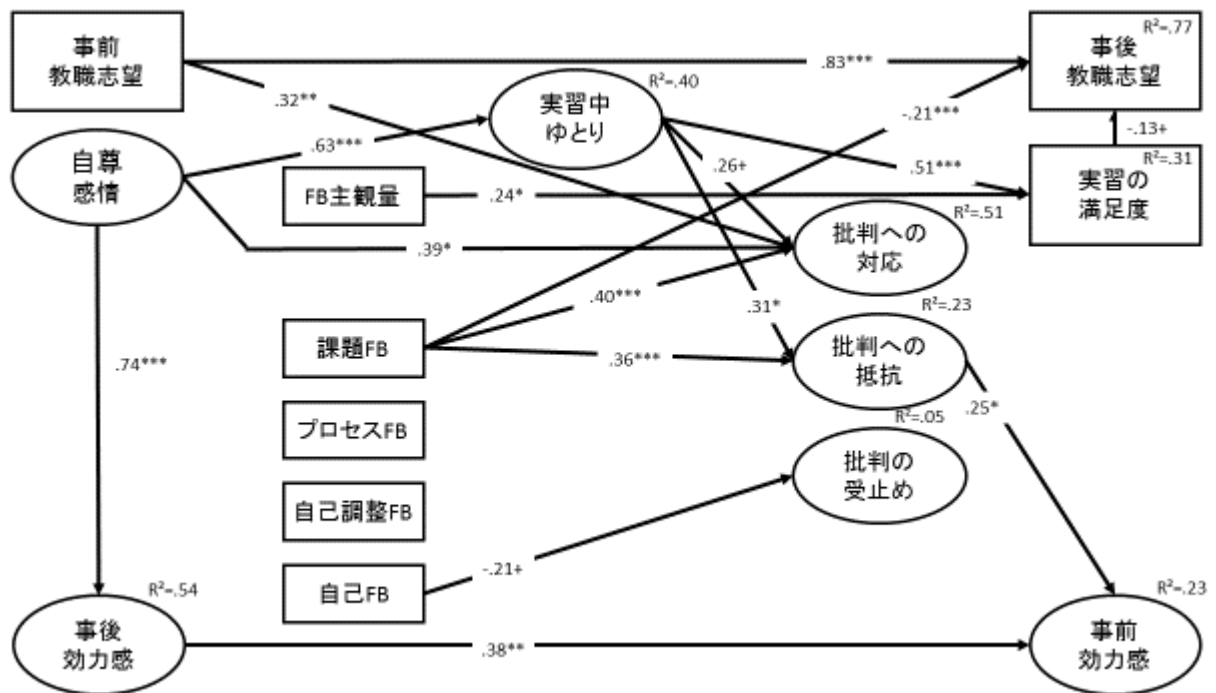 事前
教職志望
R²=.77
事後
教職志望
.83***
R²=.40
実習中
ゆとり
.32**
-.21***
-.13+
.63***
自尊
感情
FB主観量
.24*
.26+
.51***
R²=.31
実習の
満足度
R²=.51
批判への
対応
.39*
.40***
.31*
R²=.23
課題FB
.36***
批判への
抵抗
.74***
.25*
R²=.05
プロセスFB
批判の
受止め
自己調整FB
-.21+
自己FB
R²=.54
R²=.23
事後
効力感
.38**
事前
効力感